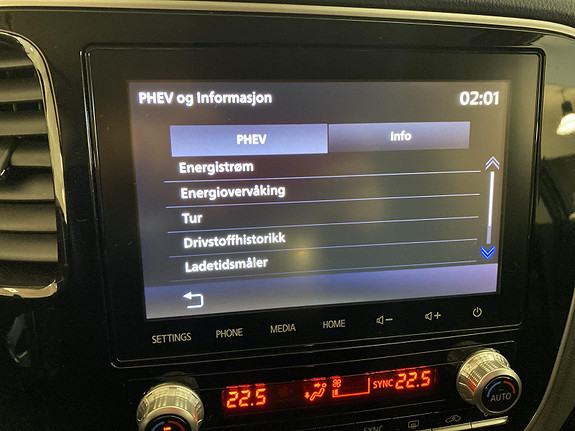 PHEV og Informasjon 02:01
PHEV Info
Energistrøm
Energiovervåking
Tur
Drivstoffhistorikk
Ladetidsmåler
SETTINGS PHONE MEDIA HOME
22.5 SYNC 22.5
AUTO
SYNC